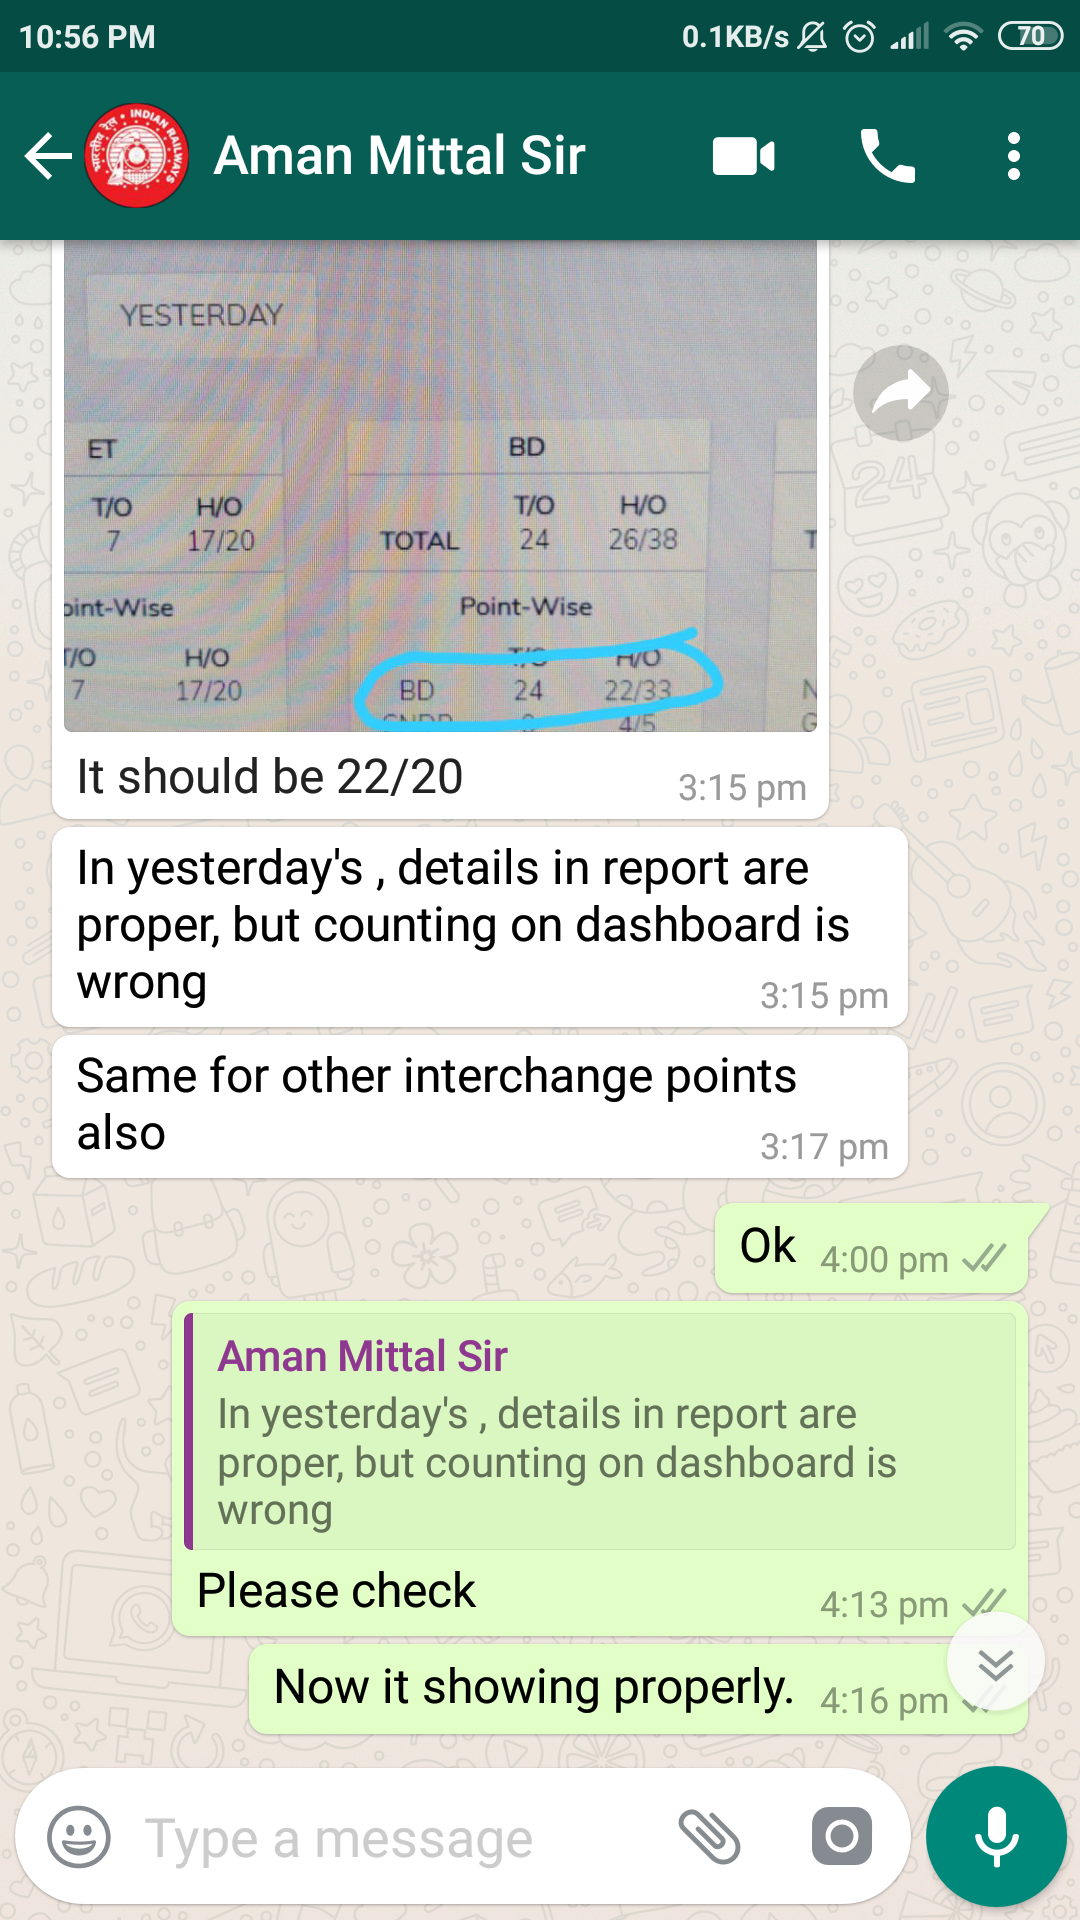 10:56 PM 0.1KB/s 70
Aman Mittal Sir
YESTERDAY
ET BD
T/O H/O T/O H/O
7 17/20 TOTAL 24 26/38 T
oint-Wise Point-Wise
T/O H/O T/O H/O
7 17/20 BD 24 22/33 N
4/5 G
It should be 22/20 3:15 pm
In yesterday's , details in report are
proper, but counting on dashboard is
wrong 3:15 pm
Same for other interchange points
also 3:17 pm
Ok 4:00 pm
Aman Mittal Sir
In yesterday's , details in report are
proper, but counting on dashboard is
wrong
Please check 4:13 pm
Now it showing properly. 4:16 pm
Type a message